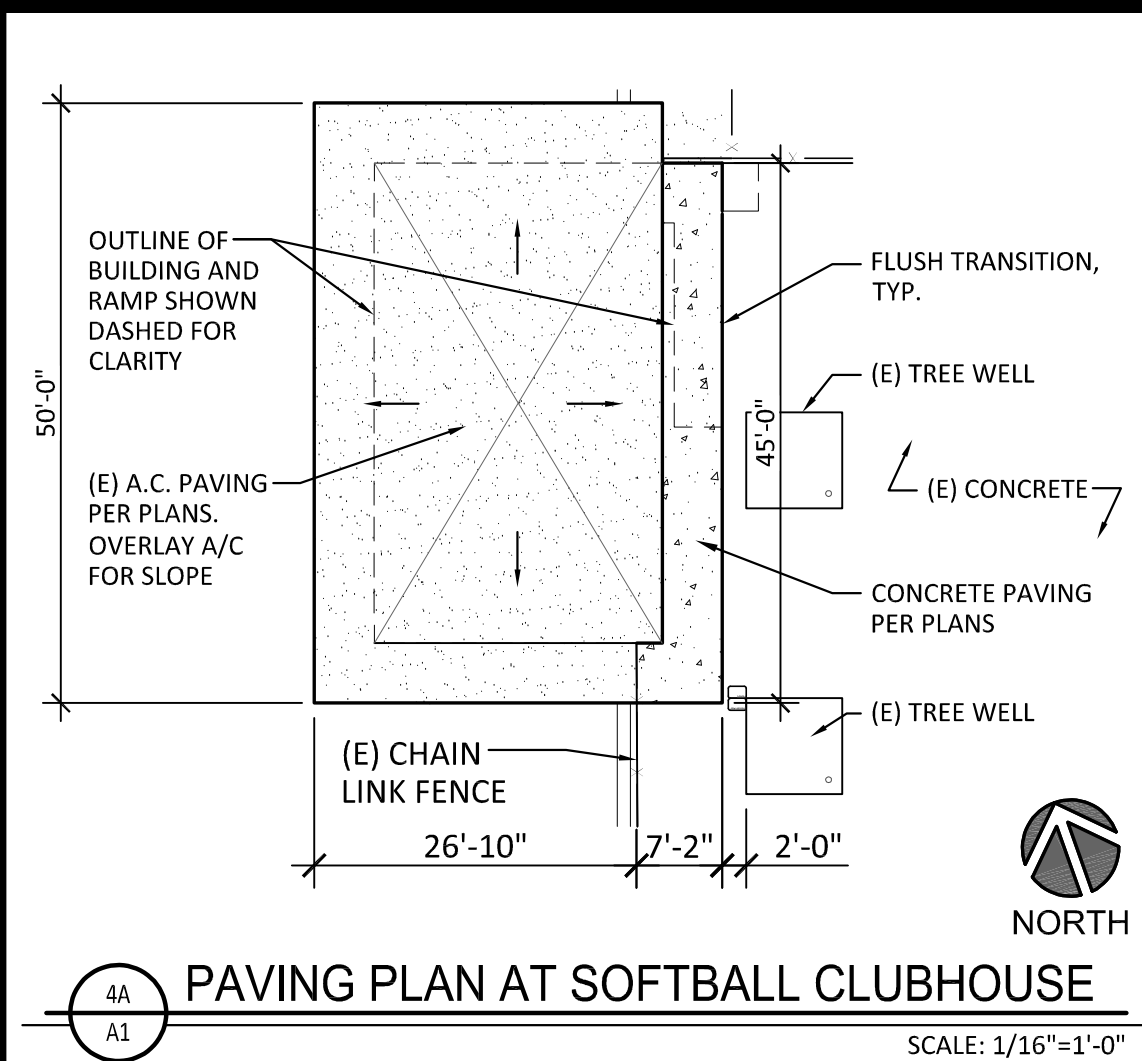 50'-0"
OUTLINE OF
BUILDING AND
RAMP SHOWN
DASHED FOR
CLARITY
(E) A.C. PAVING
PER PLANS.
OVERLAY A/C
FOR SLOPE
FLUSH TRANSITION,
TYP.
(E) TREE WELL
45'-0"
(E) CONCRETE
CONCRETE PAVING
PER PLANS
(E) TREE WELL
(E) CHAIN
LINK FENCE
26'-10"
7'-2"
2'-0"
NORTH
4A
A1
PAVING PLAN AT SOFTBALL CLUBHOUSE
SCALE: 1/16"=1'-0"